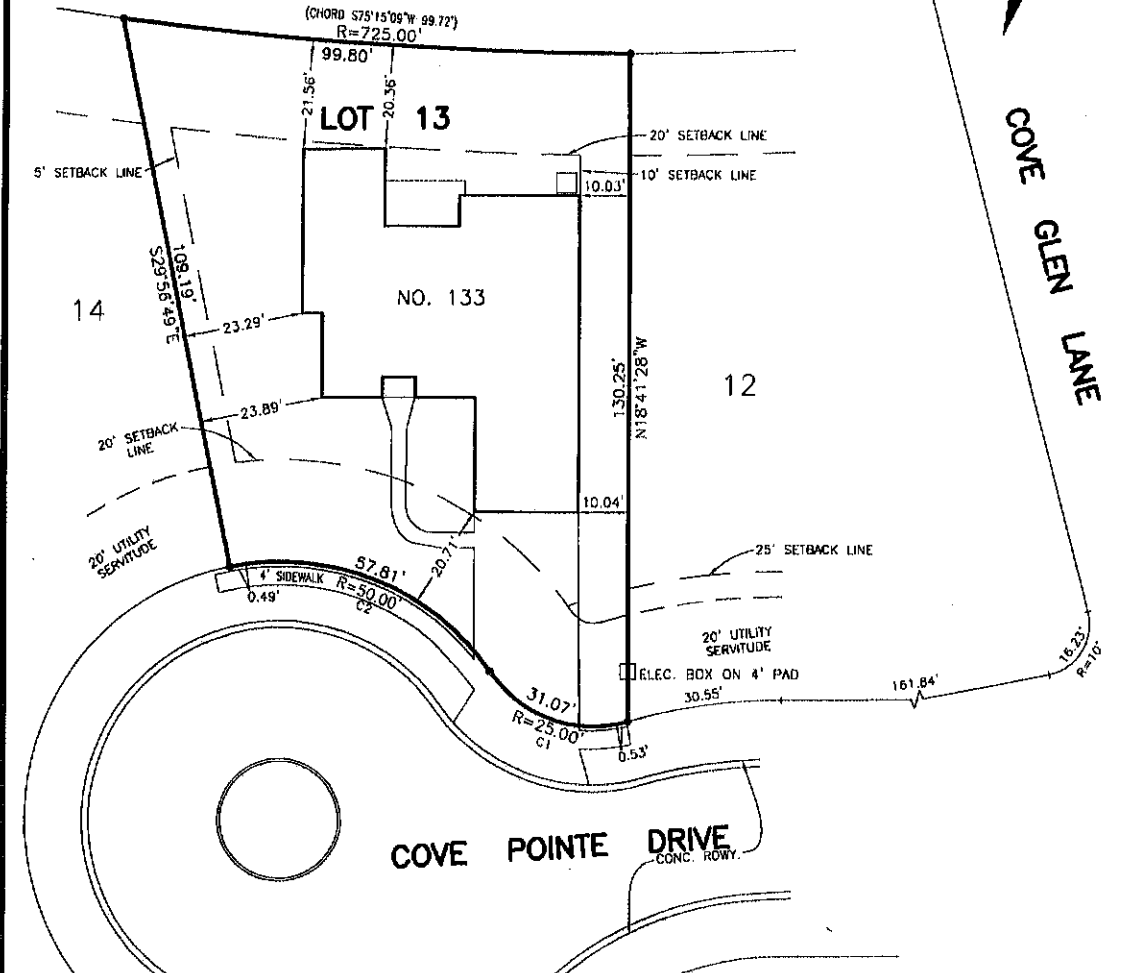 (CHORD S75°15'09"W 99.72')
R=725.00'
99.80'
21.56'
20.36'
LOT 13
20' SETBACK LINE
5' SETBACK LINE
10' SETBACK LINE
10.03'
COVE GLEN LANE
109.19'
S29°56'49"E
14
NO. 133
23.29'
130.25'
N18°41'28"W
12
23.89'
20' SETBACK
LINE
10.04'
20' UTILITY
SERVITUDE
25' SETBACK LINE
57.81'
4' SIDEWALK
R=50.00'
C2
0.49'
20.71'
20' UTILITY
SERVITUDE
ELEC. BOX ON 4' PAD
30.55'
161.84'
16.23'
R=10'
31.07'
R=25.00'
C1
0.53'
COVE POINTE DRIVE
CONC. RDWY.